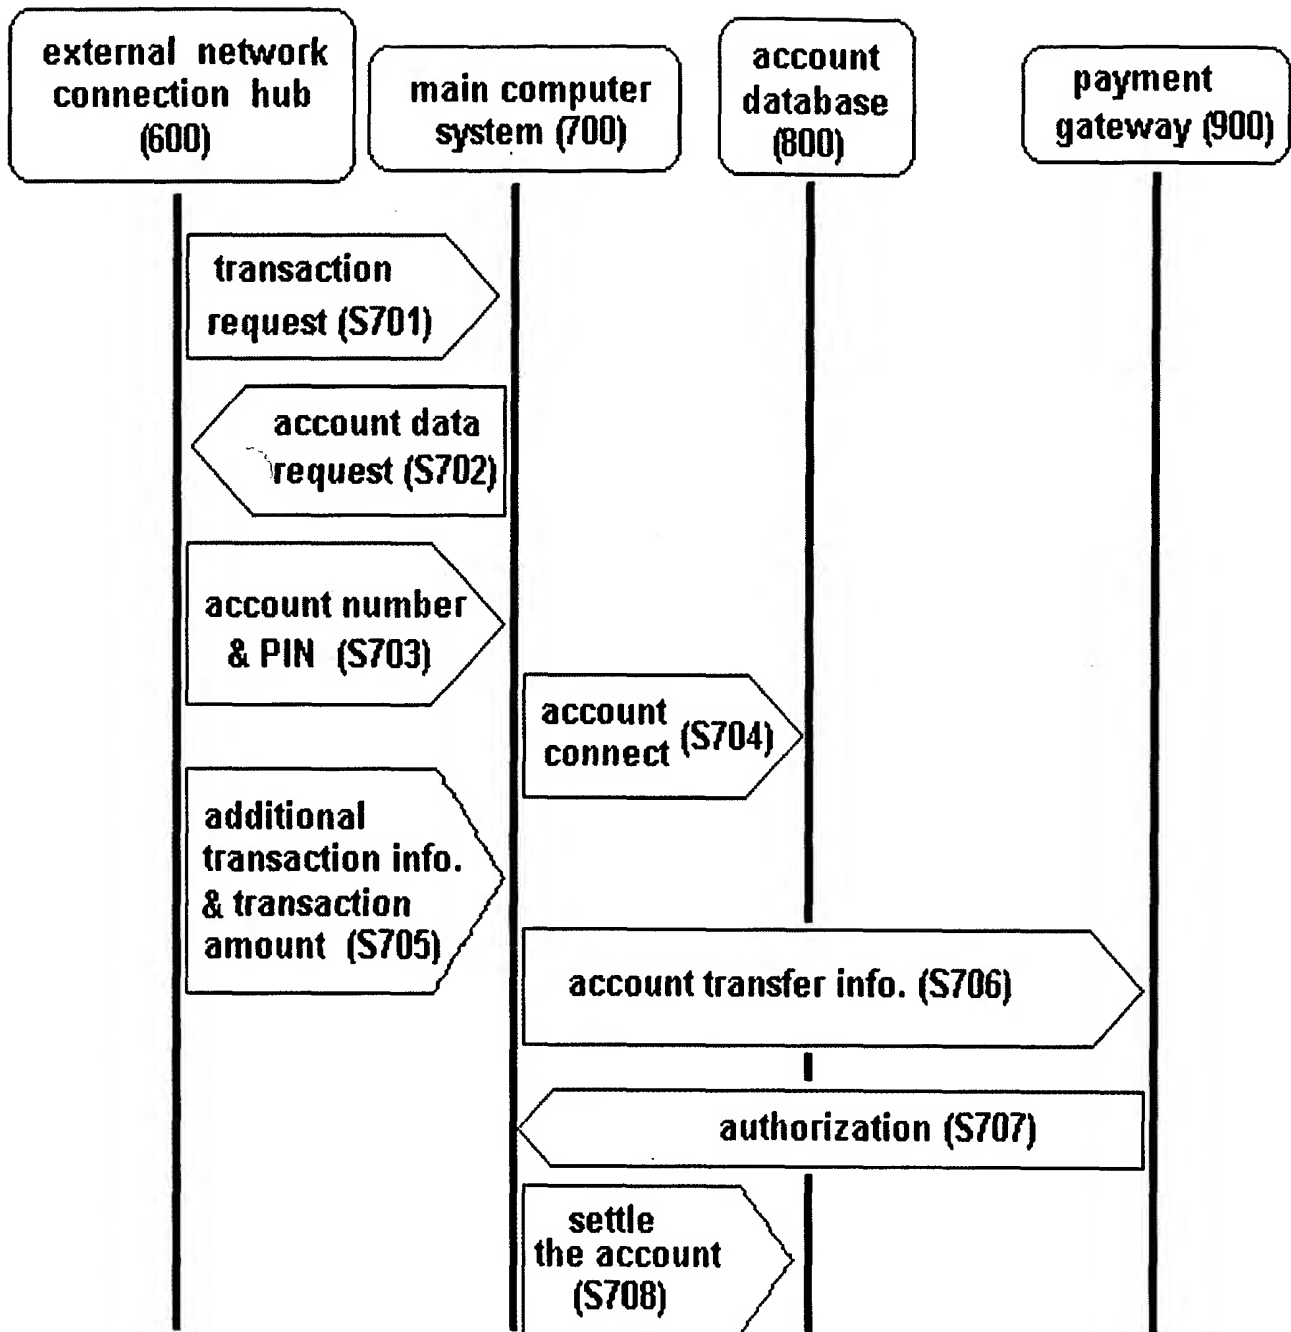 external network
connection hub
(600)
main computer
system (700)
account
database
(800)
payment
gateway (900)
transaction
request (S701)
account data
request (S702)
account number
& PIN (S703)
account
connect (S704)
additional
transaction info.
& transaction
amount (S705)
account transfer info. (S706)
authorization (S707)
settle
the account
(S708)